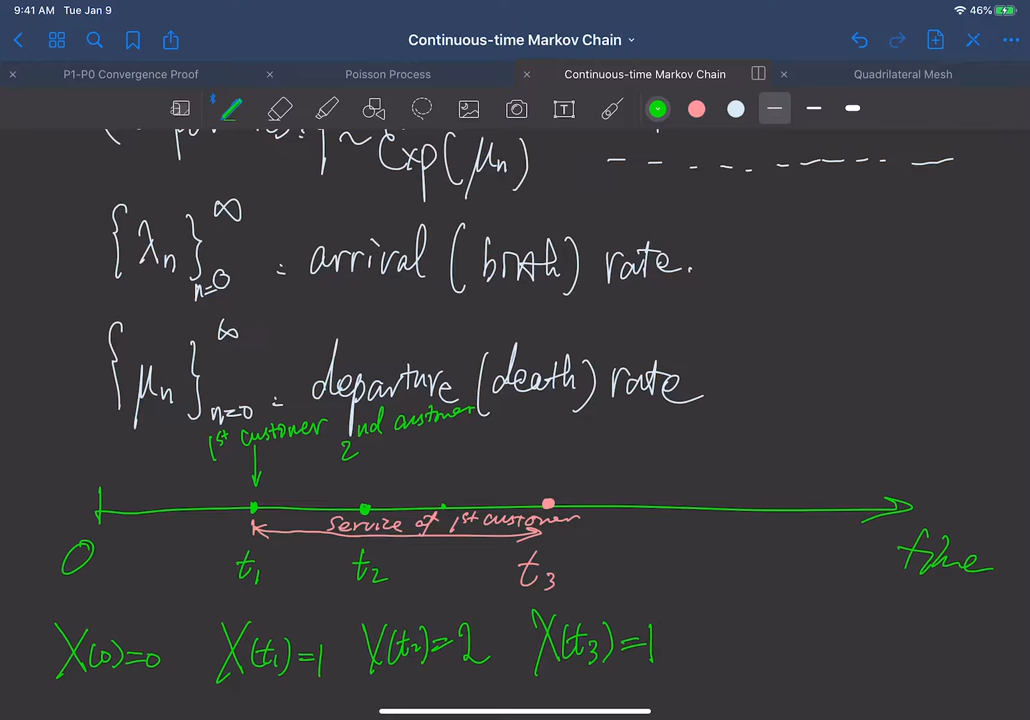 9:41 AM Tue Jan 9
46%
Continuous-time Markov Chain
P1-P0 Convergence Proof
Poisson Process
Continuous-time Markov Chain
Quadrilateral Mesh
~ Exp(μn)
{λn}∞n=0 = arrival (birth) rate.
{μn}∞n=0 = departure (death) rate
1st customer 2nd customer
service of 1st customer
0 t1 t2 t3 time
X(0)=0 X(t1)=1 X(t2)=2 X(t3)=1